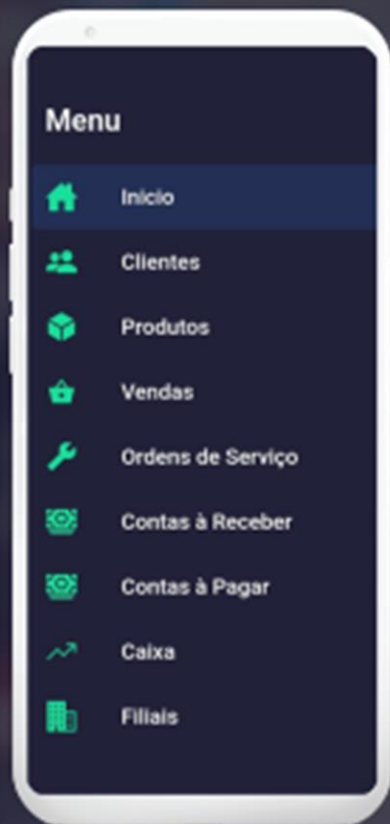 Menu
Inicio
Clientes
Produtos
Vendas
Ordens de Serviço
Contas à Receber
Contas à Pagar
Caixa
Filiais